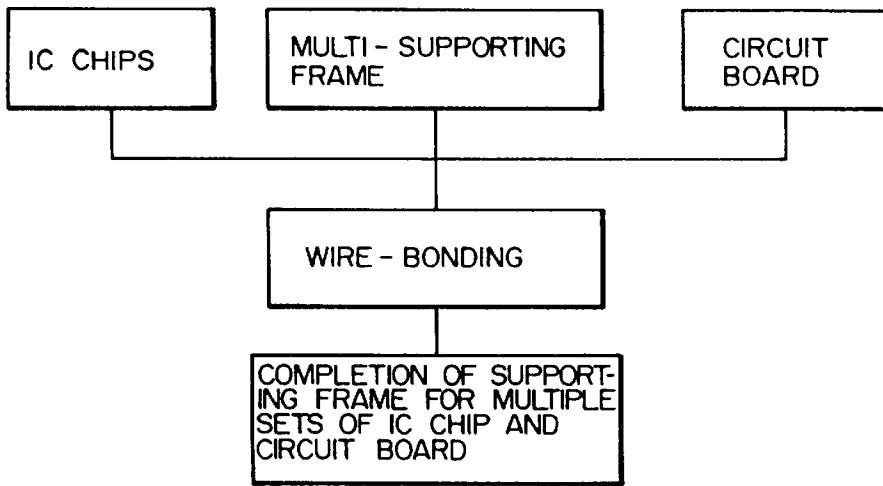 IC CHIPS
MULTI - SUPPORTING
FRAME
CIRCUIT
BOARD
WIRE - BONDING
COMPLETION OF SUPPORT-
ING FRAME FOR MULTIPLE
SETS OF IC CHIP AND
CIRCUIT BOARD